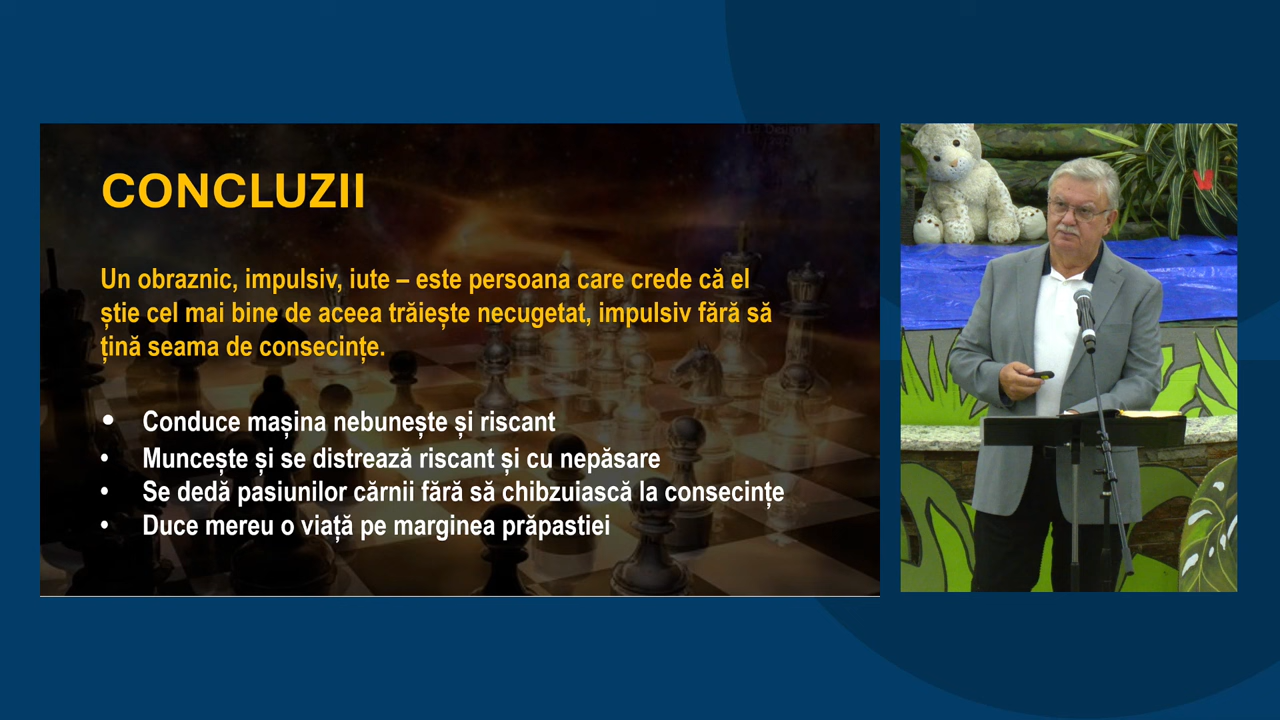 CONCLUZII
Un obraznic, impulsiv, iute – este persoana care crede că el
știe cel mai bine de aceea trăiește necugetat, impulsiv fără să
țină seama de consecințe.
• Conduce mașina nebunește și riscant
• Muncește și se distrează riscant și cu nepăsare
• Se dedă pasiunilor cărnii fără să chibzuiască la consecințe
• Duce mereu o viață pe marginea prăpastiei